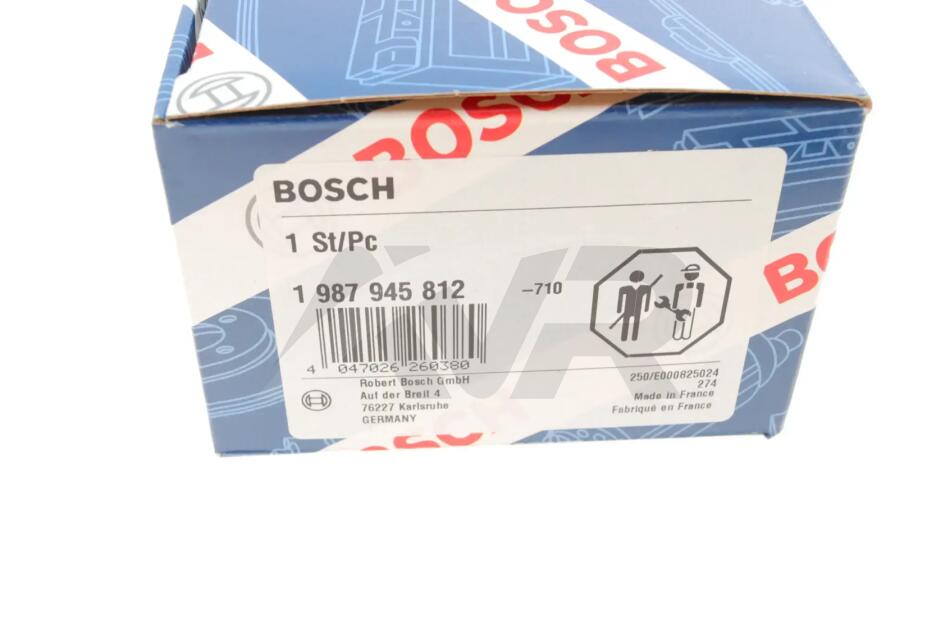 BOSCH
BOSCH
BOSCH
BOSCH
1 St/Pc
1 987 945 812
–710
4 047026 260380
Robert Bosch GmbH
Auf der Breit 4
76227 Karlsruhe
GERMANY
250/E000825024
274
Made in France
Fabriqué en France